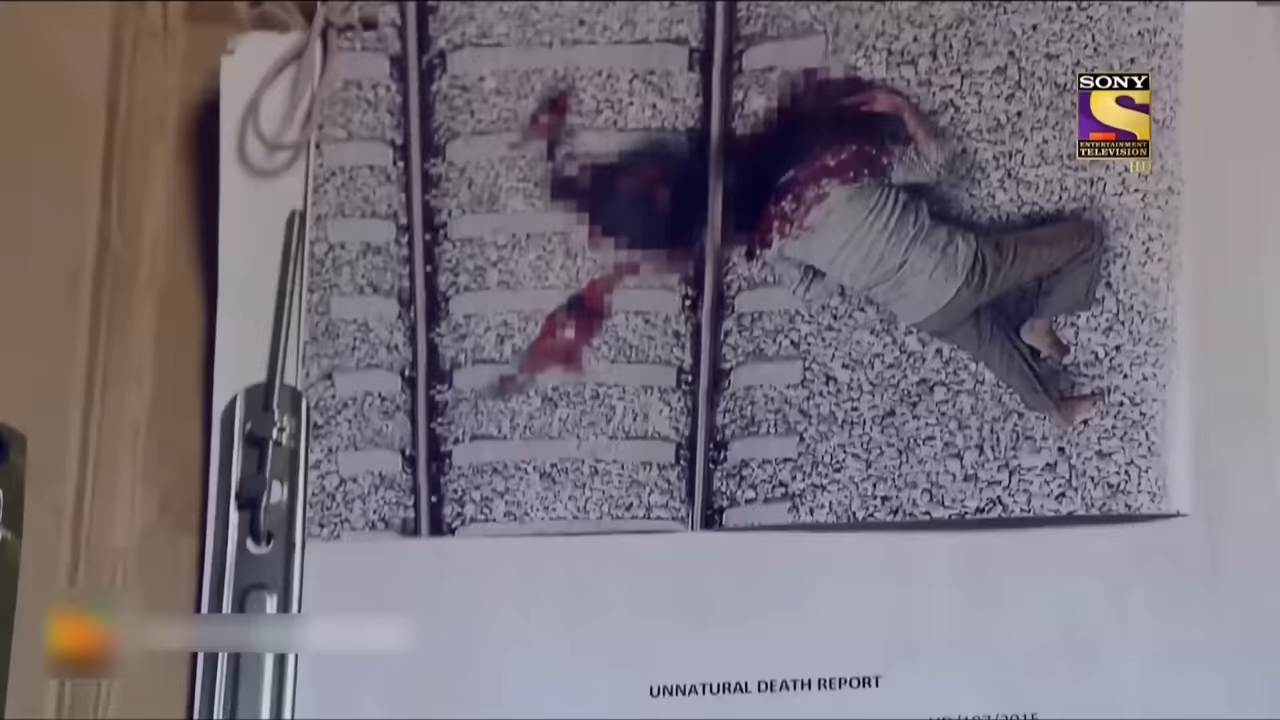 SONY
ENTERTAINMENT
TELEVISION
HD
UNNATURAL DEATH REPORT